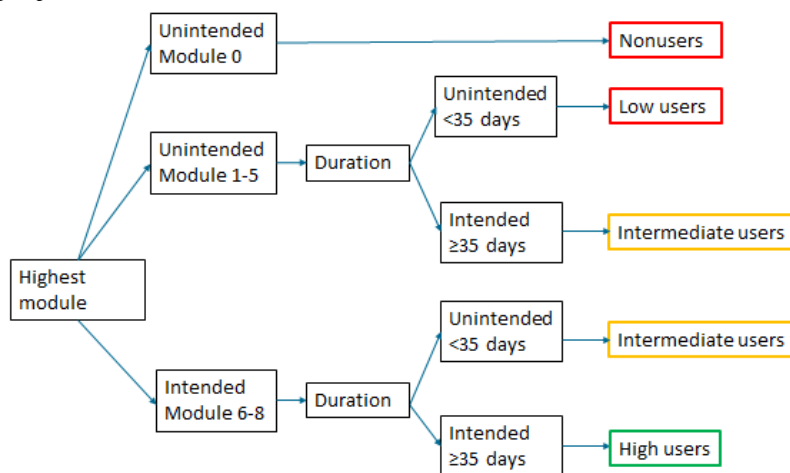 Unintended
Module 0
Nonusers
Unintended
<35 days
Low users
Unintended
Module 1-5
Duration
Intended
≥35 days
Intermediate users
Highest
module
Unintended
<35 days
Intermediate users
Intended
Module 6-8
Duration
Intended
≥35 days
High users